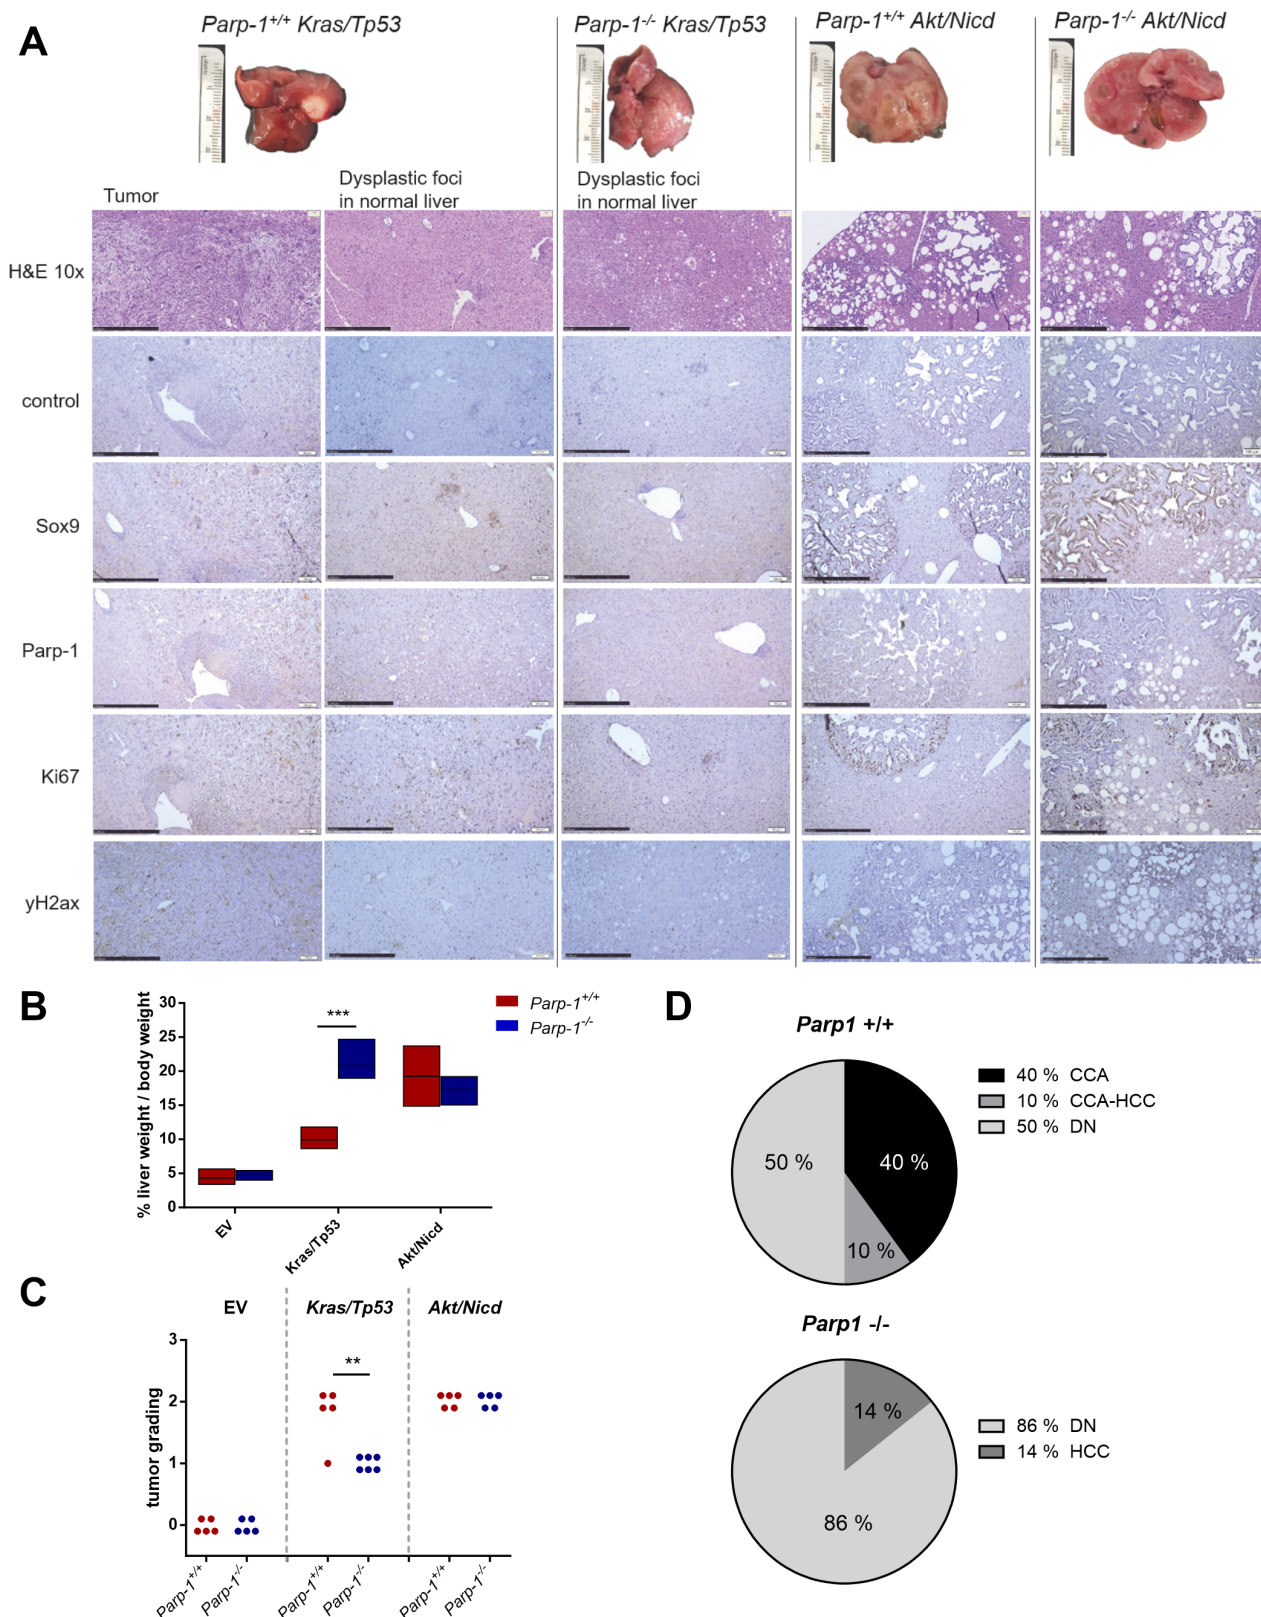 A
Parp-1+/+ Kras/Tp53
Parp-1-/- Kras/Tp53
Parp-1+/+ Akt/Nicd
Parp-1-/- Akt/Nicd
Tumor
Dysplastic foci
in normal liver
Dysplastic foci
in normal liver
H&E 10x
control
Sox9
Parp-1
Ki67
yH2ax
B
% liver weight / body weight
30
25
20
15
10
5
0
***
EV
Kras/Tp53
Akt/Nicd
Parp-1+/+
Parp-1-/-
C
EV
Kras/Tp53
Akt/Nicd
tumor grading
3
2
1
0
**
Parp-1+/+
Parp-1-/-
Parp-1+/+
Parp-1-/-
Parp-1+/+
Parp-1-/-
D
Parp1 +/+
50 %
40 %
10 %
40 % CCA
10 % CCA-HCC
50 % DN
Parp1 -/-
14 %
86 %
86 % DN
14 % HCC